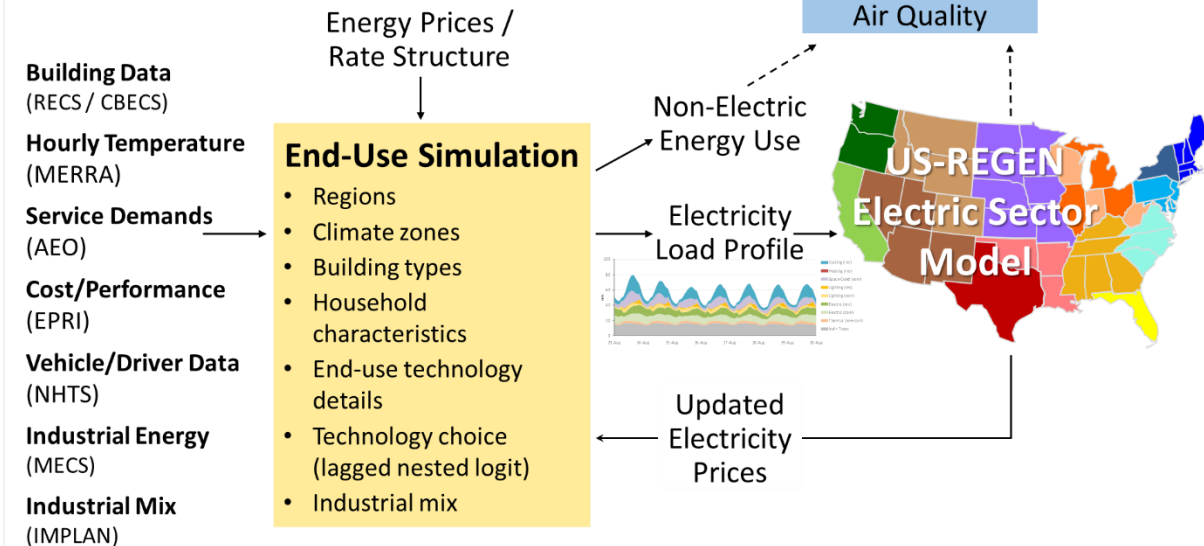 Energy Prices /
Rate Structure
Air Quality
Building Data
(RECS / CBECS)
Hourly Temperature
(MERRA)
Service Demands
(AEO)
Cost/Performance
(EPRI)
Vehicle/Driver Data
(NHTS)
Industrial Energy
(MECS)
Industrial Mix
(IMPLAN)
End-Use Simulation
• Regions
• Climate zones
• Building types
• Household
characteristics
• End-use technology
details
• Technology choice
(lagged nested logit)
• Industrial mix
Non-Electric
Energy Use
Electricity
Load Profile
US-REGEN
Electric Sector
Model
Updated
Electricity
Prices